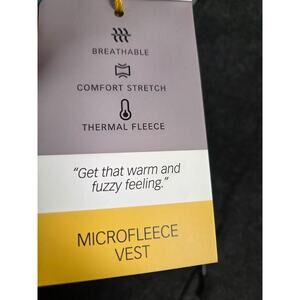 BREATHABLE
COMFORT STRETCH
THERMAL FLEECE
“Get that warm and
fuzzy feeling.”
MICROFLEECE
VEST